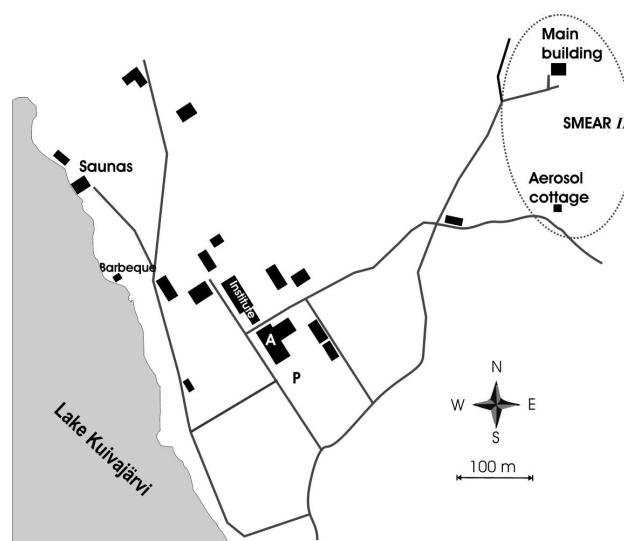 Main
building
SMEAR I
Saunas
Aerosol
cottage
Barbeque
Institute
A
P
Lake Kuivajärvi
N
W
E
S
100 m